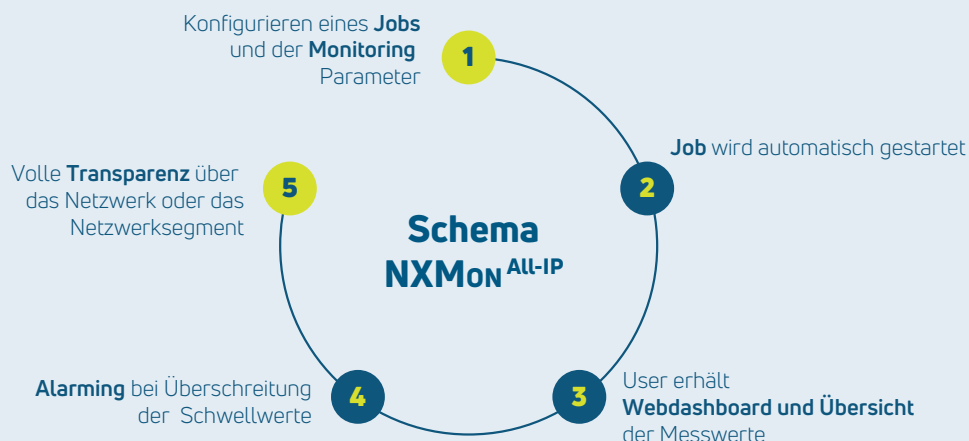 Konfigurieren eines Jobs
und der Monitoring
Parameter
1
Job wird automatisch gestartet
2
User erhält
Webdashboard und Übersicht
der Messwerte
3
Alarming bei Überschreitung
der Schwellwerte
4
Volle Transparenz über
das Netzwerk oder das
Netzwerksegment
5
Schema
NXMON All-IP